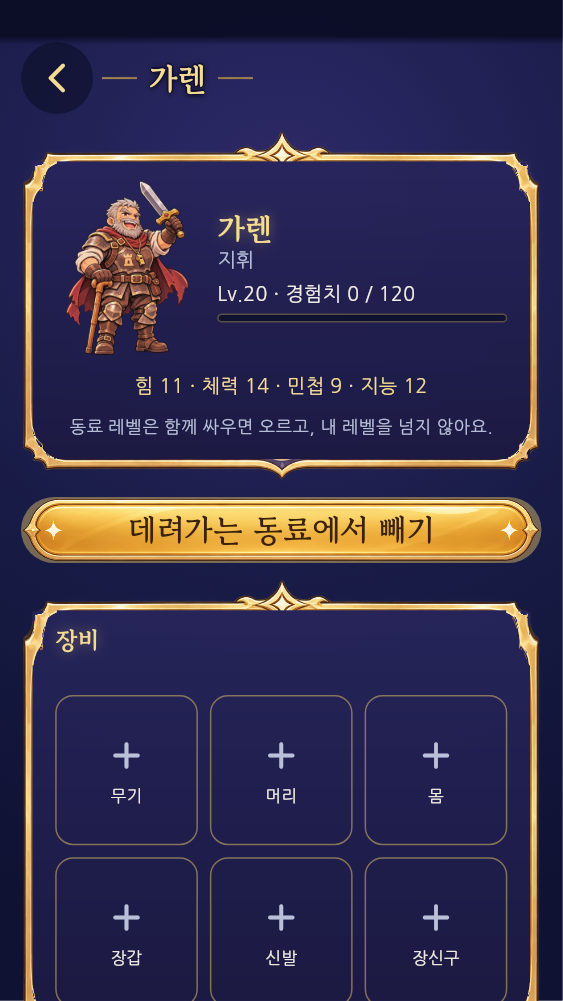 가렌
가렌
지휘
Lv.20 · 경험치 0 / 120
힘 11 · 체력 14 · 민첩 9 · 지능 12
동료 레벨은 함께 싸우면 오르고, 내 레벨을 넘지 않아요.
데려가는 동료에서 빼기
장비
무기 머리 몸
장갑 신발 장신구